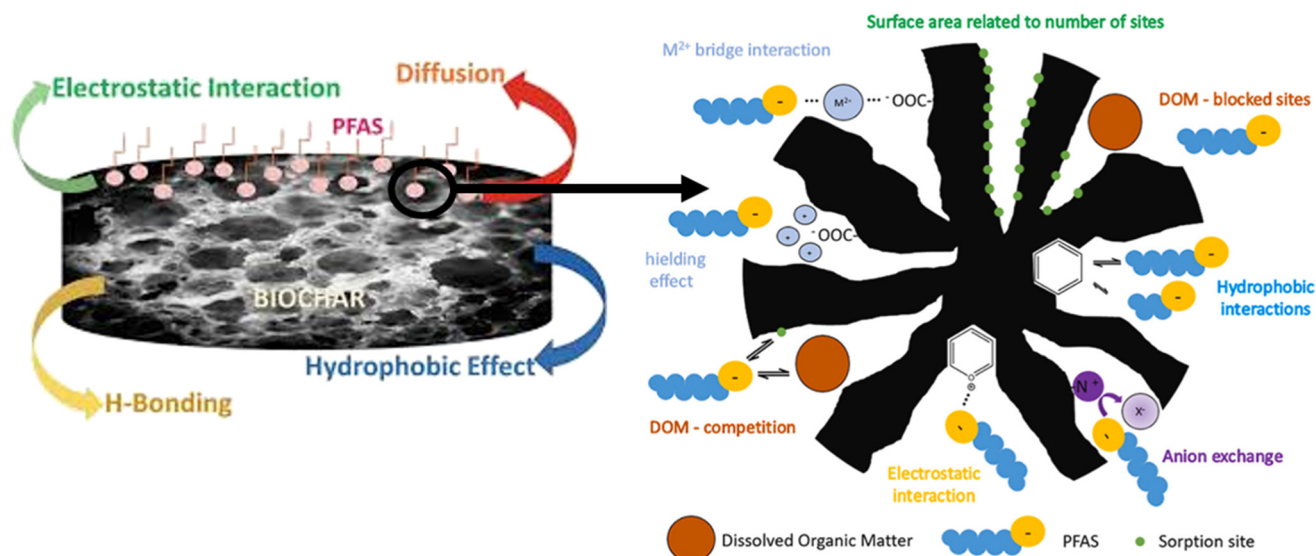 Electrostatic Interaction
Diffusion
PFAS
BIOCHAR
Hydrophobic Effect
H-Bonding
Surface area related to number of sites
M²⁺ bridge interaction
-
M²⁺
⁻OOC-
DOM - blocked sites
-
-
⁻OOC-
hielding
effect
-
-
Hydrophobic
interactions
-
DOM - competition
O
⊕
-
Electrostatic
interaction
-N⁺
X⁻
-
Anion exchange
Dissolved Organic Matter
-
PFAS
Sorption site